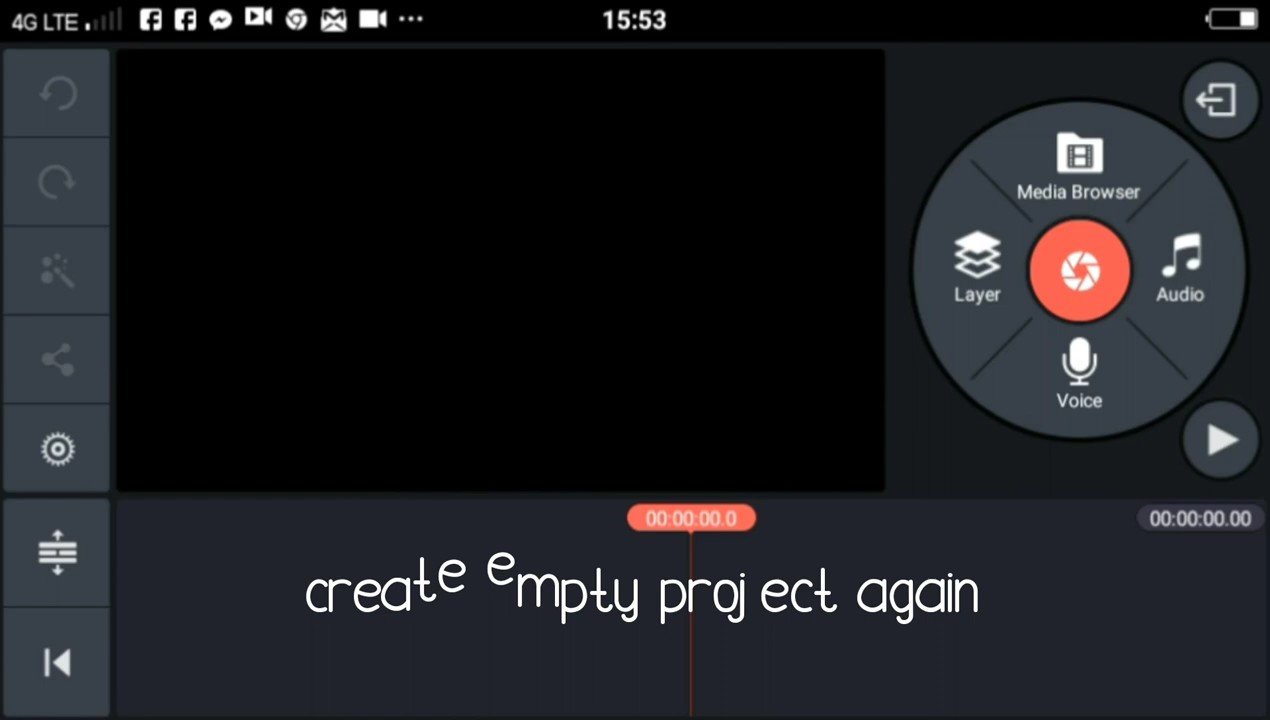 4G LTE 15:53
Media Browser
Layer
Audio
Voice
00:00:00.0
00:00:00.00
create empty project again